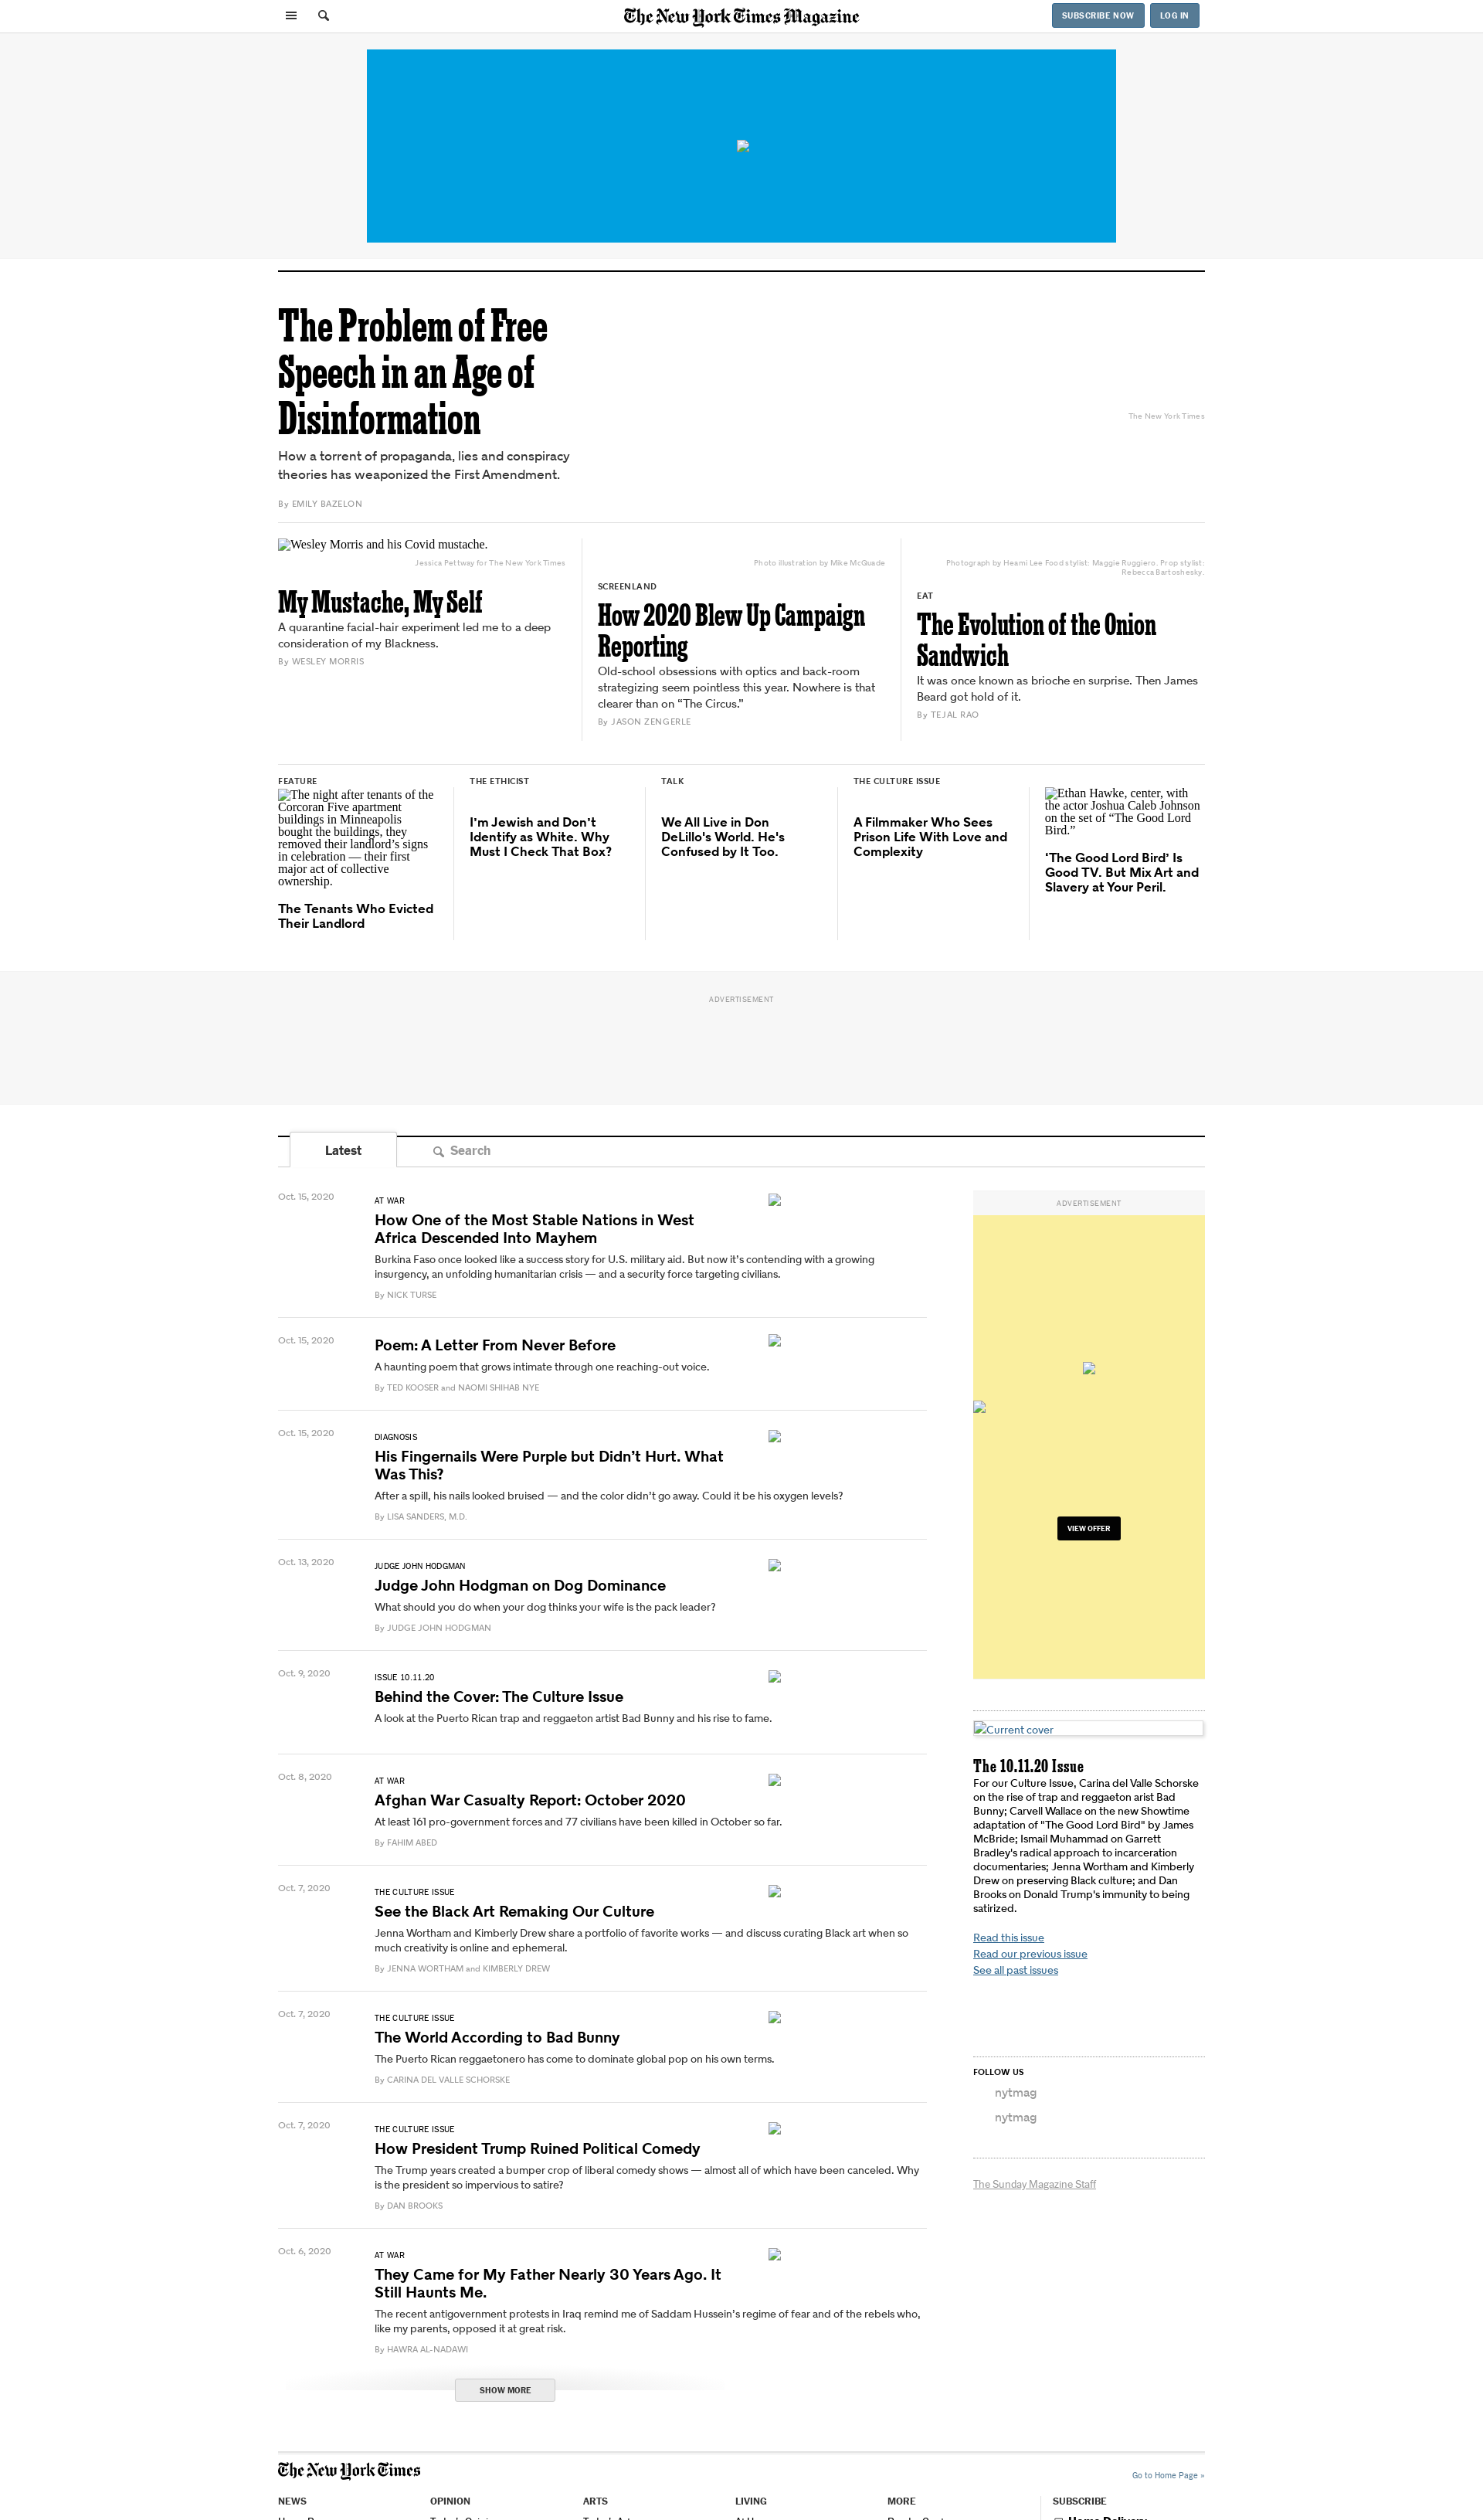 The New York Times Magazine
SUBSCRIBE NOW
LOG IN
The Problem of Free
Speech in an Age of
Disinformation
How a torrent of propaganda, lies and conspiracy
theories has weaponized the First Amendment.
By EMILY BAZELON
The New York Times
Wesley Morris and his Covid mustache.
Jessica Pettway for The New York Times
My Mustache, My Self
A quarantine facial-hair experiment led me to a deep
consideration of my Blackness.
By WESLEY MORRIS
Photo illustration by Mike McQuade
SCREENLAND
How 2020 Blew Up Campaign
Reporting
Old-school obsessions with optics and back-room
strategizing seem pointless this year. Nowhere is that
clearer than on “The Circus.”
By JASON ZENGERLE
Photograph by Heami Lee Food stylist: Maggie Ruggiero. Prop stylist:
Rebecca Bartoshesky.
EAT
The Evolution of the Onion
Sandwich
It was once known as brioche en surprise. Then James
Beard got hold of it.
By TEJAL RAO
FEATURE
The night after tenants of the
Corcoran Five apartment
buildings in Minneapolis
bought the buildings, they
removed their landlord’s signs
in celebration — their first
major act of collective
ownership.
The Tenants Who Evicted
Their Landlord
THE ETHICIST
I’m Jewish and Don’t
Identify as White. Why
Must I Check That Box?
TALK
We All Live in Don
DeLillo's World. He's
Confused by It Too.
THE CULTURE ISSUE
A Filmmaker Who Sees
Prison Life With Love and
Complexity
Ethan Hawke, center, with
the actor Joshua Caleb Johnson
on the set of “The Good Lord
Bird.”
'The Good Lord Bird’ Is
Good TV. But Mix Art and
Slavery at Your Peril.
ADVERTISEMENT
Latest
Search
Oct. 15, 2020
AT WAR
How One of the Most Stable Nations in West
Africa Descended Into Mayhem
Burkina Faso once looked like a success story for U.S. military aid. But now it’s contending with a growing
insurgency, an unfolding humanitarian crisis — and a security force targeting civilians.
By NICK TURSE
Oct. 15, 2020
Poem: A Letter From Never Before
A haunting poem that grows intimate through one reaching-out voice.
By TED KOOSER and NAOMI SHIHAB NYE
Oct. 15, 2020
DIAGNOSIS
His Fingernails Were Purple but Didn’t Hurt. What
Was This?
After a spill, his nails looked bruised — and the color didn’t go away. Could it be his oxygen levels?
By LISA SANDERS, M.D.
Oct. 13, 2020
JUDGE JOHN HODGMAN
Judge John Hodgman on Dog Dominance
What should you do when your dog thinks your wife is the pack leader?
By JUDGE JOHN HODGMAN
Oct. 9, 2020
ISSUE 10.11.20
Behind the Cover: The Culture Issue
A look at the Puerto Rican trap and reggaeton artist Bad Bunny and his rise to fame.
Oct. 8, 2020
AT WAR
Afghan War Casualty Report: October 2020
At least 161 pro-government forces and 77 civilians have been killed in October so far.
By FAHIM ABED
Oct. 7, 2020
THE CULTURE ISSUE
See the Black Art Remaking Our Culture
Jenna Wortham and Kimberly Drew share a portfolio of favorite works — and discuss curating Black art when so
much creativity is online and ephemeral.
By JENNA WORTHAM and KIMBERLY DREW
Oct. 7, 2020
THE CULTURE ISSUE
The World According to Bad Bunny
The Puerto Rican reggaetonero has come to dominate global pop on his own terms.
By CARINA DEL VALLE SCHORSKE
Oct. 7, 2020
THE CULTURE ISSUE
How President Trump Ruined Political Comedy
The Trump years created a bumper crop of liberal comedy shows — almost all of which have been canceled. Why
is the president so impervious to satire?
By DAN BROOKS
Oct. 6, 2020
AT WAR
They Came for My Father Nearly 30 Years Ago. It
Still Haunts Me.
The recent antigovernment protests in Iraq remind me of Saddam Hussein’s regime of fear and of the rebels who,
like my parents, opposed it at great risk.
By HAWRA AL-NADAWI
SHOW MORE
ADVERTISEMENT
VIEW OFFER
Current cover
The 10.11.20 Issue
For our Culture Issue, Carina del Valle Schorske
on the rise of trap and reggaeton arist Bad
Bunny; Carvell Wallace on the new Showtime
adaptation of "The Good Lord Bird" by James
McBride; Ismail Muhammad on Garrett
Bradley's radical approach to incarceration
documentaries; Jenna Wortham and Kimberly
Drew on preserving Black culture; and Dan
Brooks on Donald Trump's immunity to being
satirized.
Read this issue
Read our previous issue
See all past issues
FOLLOW US
nytmag
nytmag
The Sunday Magazine Staff
The New York Times
Go to Home Page »
NEWS
OPINION
ARTS
LIVING
MORE
SUBSCRIBE